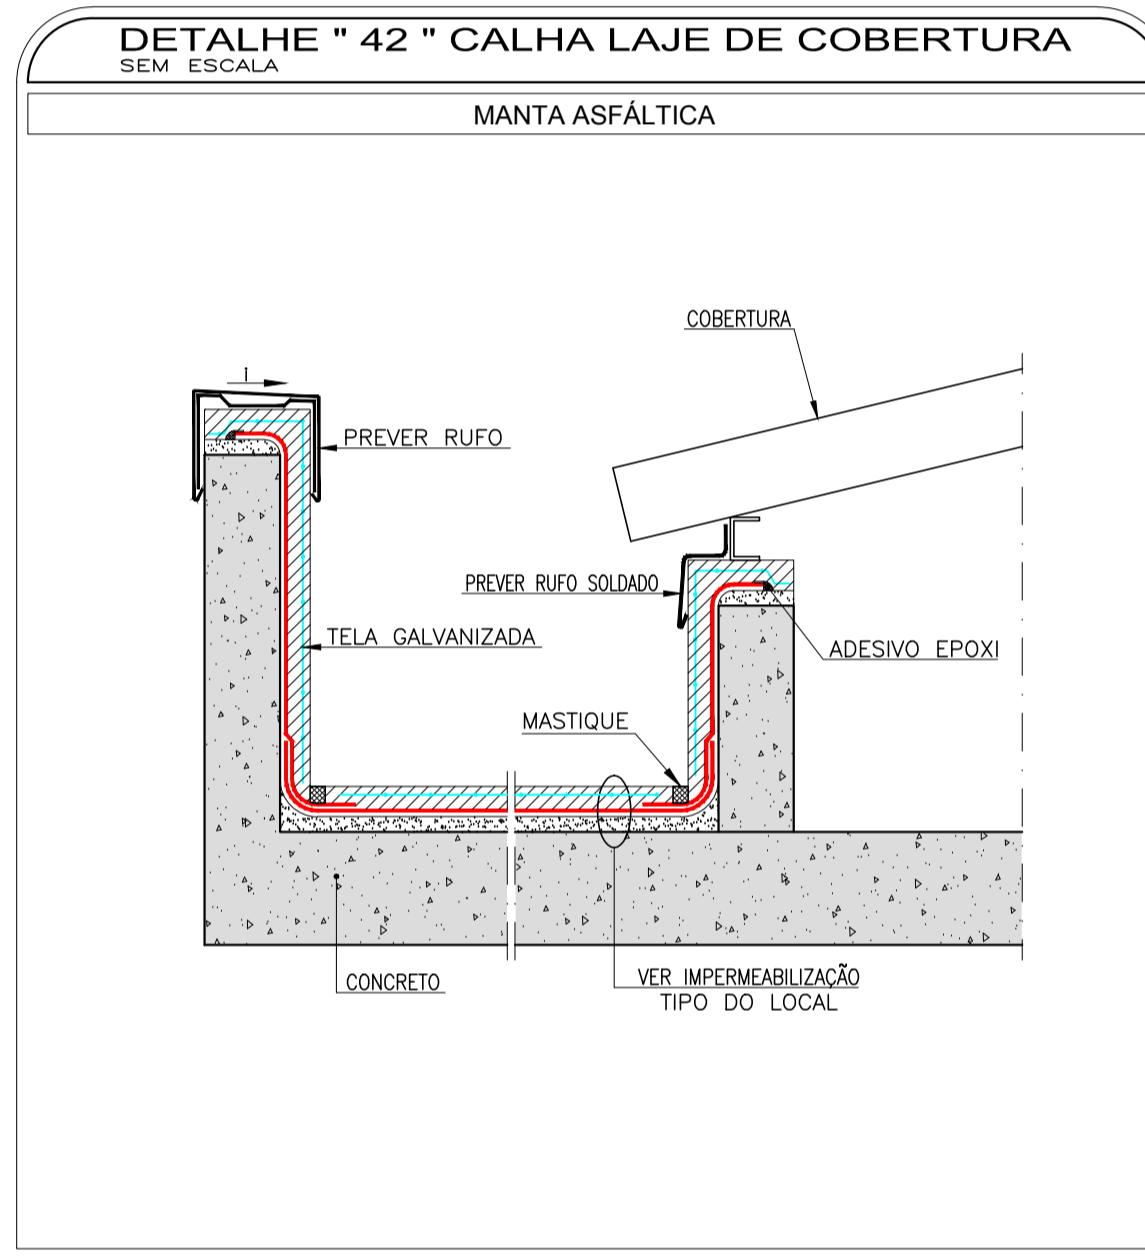 DETALHE " 42 " CALHA LAJE DE COBERTURA
SEM ESCALA
MANTA ASFÁLTICA
COBERTURA
i
PREVER RUFO
PREVER RUFO SOLDADO
TELA GALVANIZADA
ADESIVO EPOXI
MASTIQUE
CONCRETO
VER IMPERMEABILIZAÇÃO
TIPO DO LOCAL